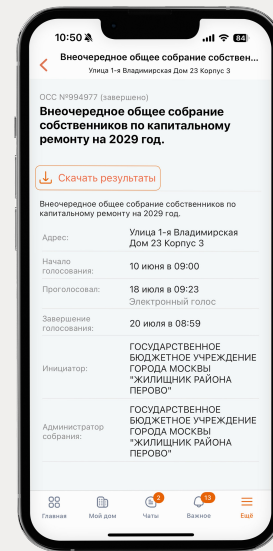 10:50
84
Внеочередное общее собрание собствен...
Улица 1-я Владимирская Дом 23 Корпус 3
ОСС №994977 (завершено)
Внеочередное общее собрание
собственников по капитальному
ремонту на 2029 год.
Скачать результаты
Внеочередное общее собрание собственников по
капитальному ремонту на 2029 год.
Адрес:
Улица 1-я Владимирская
Дом 23 Корпус 3
Начало
голосования:
10 июня в 09:00
Проголосовал:
18 июля в 09:23
Электронный голос
Завершение
голосования:
20 июля в 08:59
Инициатор:
ГОСУДАРСТВЕННОЕ
БЮДЖЕТНОЕ УЧРЕЖДЕНИЕ
ГОРОДА МОСКВЫ
"ЖИЛИЩНИК РАЙОНА
ПЕРОВО"
Администратор
собрания:
ГОСУДАРСТВЕННОЕ
БЮДЖЕТНОЕ УЧРЕЖДЕНИЕ
ГОРОДА МОСКВЫ
"ЖИЛИЩНИК РАЙОНА
ПЕРОВО"
2
13
Главная
Мой дом
Чаты
Важное
Ещё